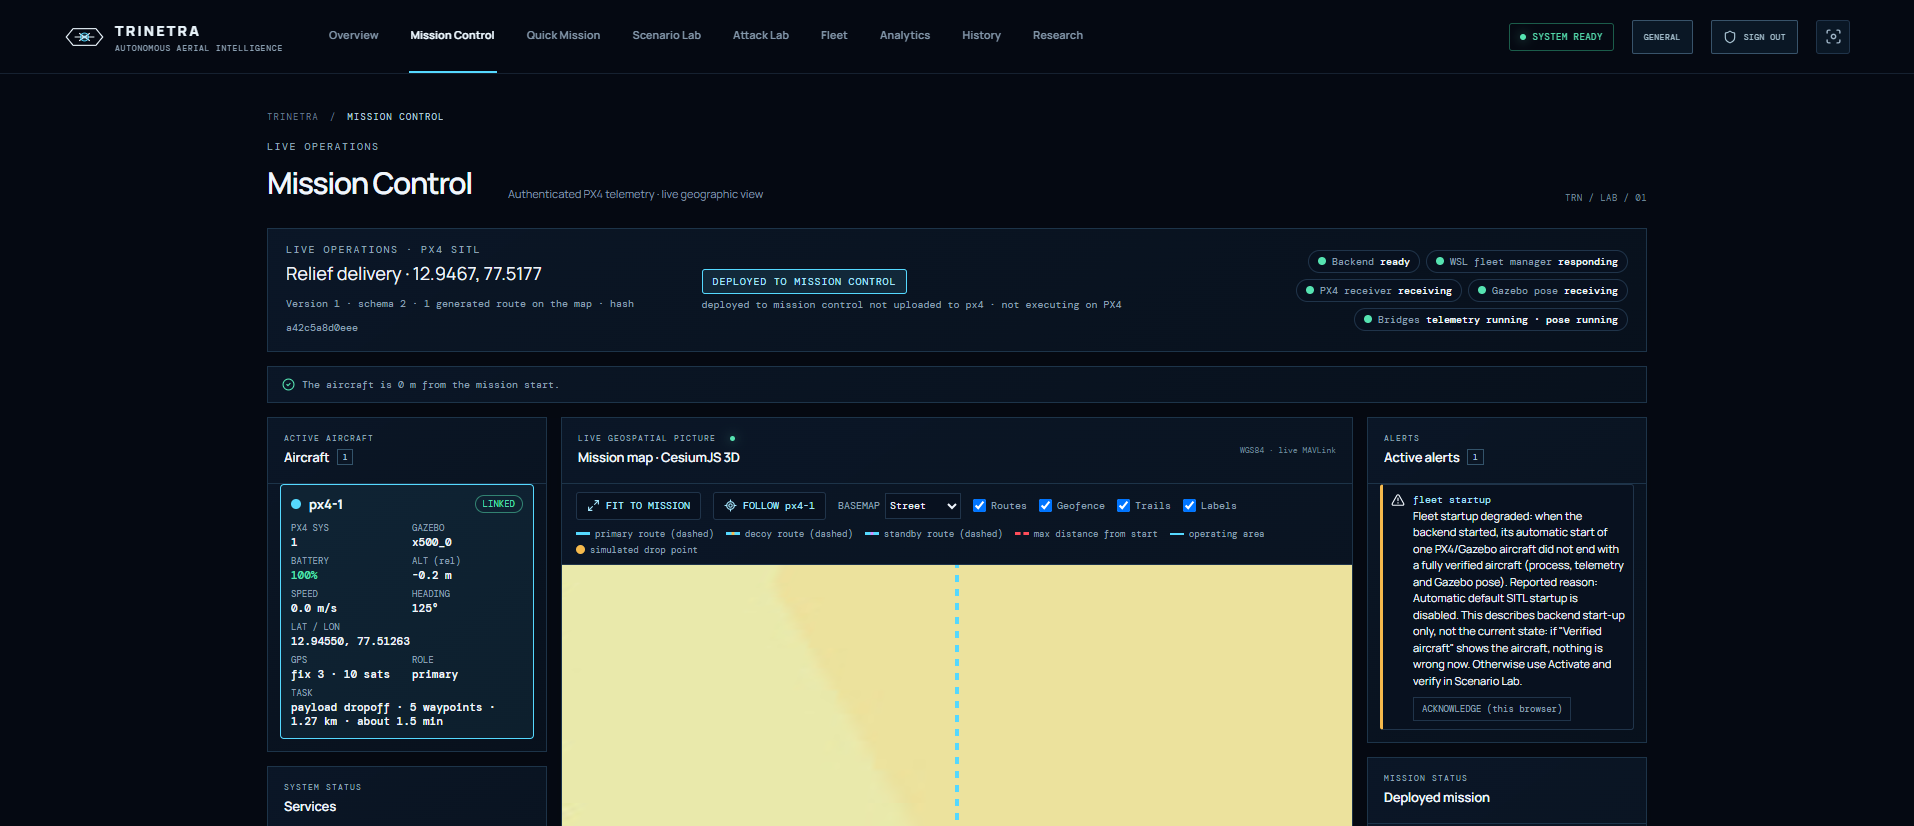 TRINETRA
AUTONOMOUS AERIAL INTELLIGENCE
Overview
Mission Control
Quick Mission
Scenario Lab
Attack Lab
Fleet
Analytics
History
Research
SYSTEM READY
GENERAL
SIGN OUT
TRINETRA / MISSION CONTROL
LIVE OPERATIONS
Mission Control
Authenticated PX4 telemetry · live geographic view
TRN / LAB / 01
LIVE OPERATIONS · PX4 SITL
Relief delivery · 12.9467, 77.5177
Version 1 · schema 2 · 1 generated route on the map · hash
a42c5a8d0eee
DEPLOYED TO MISSION CONTROL
deployed to mission control not uploaded to px4 · not executing on PX4
Backend ready
WSL fleet manager responding
PX4 receiver receiving
Gazebo pose receiving
Bridges telemetry running · pose running
The aircraft is 0 m from the mission start.
ACTIVE AIRCRAFT
Aircraft 1
px4-1
LINKED
PX4 SYS
1
GAZEBO
x500_0
BATTERY
100%
ALT (rel)
-0.2 m
SPEED
0.0 m/s
HEADING
125°
LAT / LON
12.94550, 77.51263
GPS
fix 3 · 10 sats
ROLE
primary
TASK
payload dropoff · 5 waypoints ·
1.27 km · about 1.5 min
SYSTEM STATUS
Services
LIVE GEOSPATIAL PICTURE
Mission map · CesiumJS 3D
WGS84 · live MAVLink
FIT TO MISSION
FOLLOW px4-1
BASEMAP
Street
Routes
Geofence
Trails
Labels
primary route (dashed)
decoy route (dashed)
standby route (dashed)
max distance from start
operating area
simulated drop point
ALERTS
Active alerts 1
fleet startup
Fleet startup degraded: when the
backend started, its automatic start of
one PX4/Gazebo aircraft did not end with
a fully verified aircraft (process, telemetry
and Gazebo pose). Reported reason:
Automatic default SITL startup is
disabled. This describes backend start-up
only, not the current state: if "Verified
aircraft" shows the aircraft, nothing is
wrong now. Otherwise use Activate and
verify in Scenario Lab.
ACKNOWLEDGE (this browser)
MISSION STATUS
Deployed mission